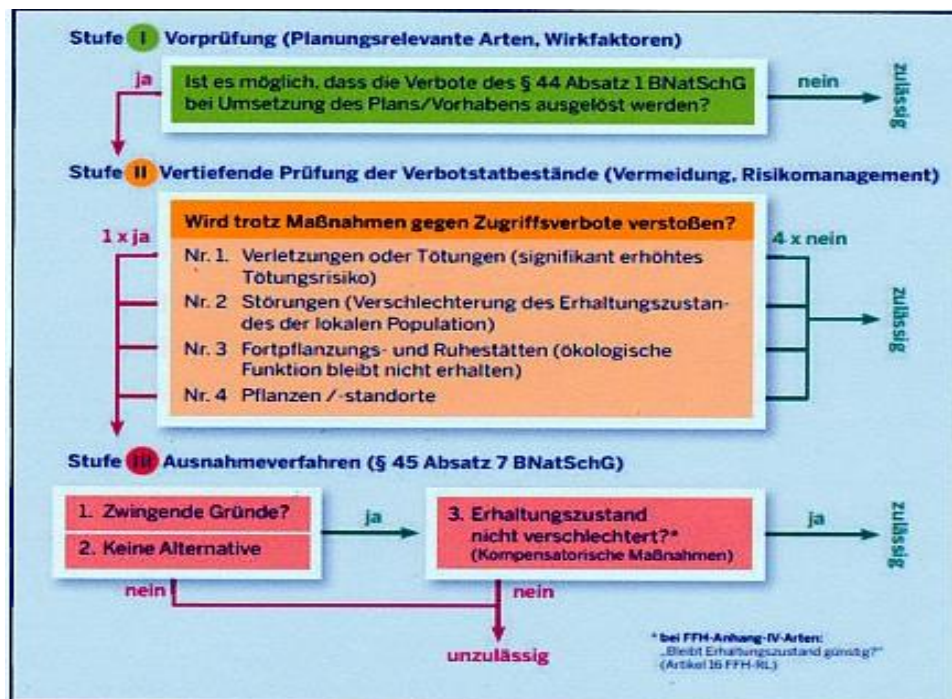 Stufe I Vorprüfung (Planungsrelevante Arten, Wirkfaktoren)
ja
Ist es möglich, dass die Verbote des § 44 Absatz 1 BNatSchG
bei Umsetzung des Plans/Vorhabens ausgelöst werden?
nein
zulässig
Stufe II Vertiefende Prüfung der Verbotstatbestände (Vermeidung, Risikomanagement)
1 x ja
Wird trotz Maßnahmen gegen Zugriffsverbote verstoßen?
4 x nein
Nr. 1. Verletzungen oder Tötungen (signifikant erhöhtes
Tötungsrisiko)
Nr. 2 Störungen (Verschlechterung des Erhaltungszustan-
des der lokalen Population)
Nr. 3 Fortpflanzungs- und Ruhestätten (ökologische
Funktion bleibt nicht erhalten)
Nr. 4 Pflanzen /-standorte
zulässig
Stufe III Ausnahmeverfahren (§ 45 Absatz 7 BNatSchG)
1. Zwingende Gründe?
2. Keine Alternative
ja
3. Erhaltungszustand
nicht verschlechtert?*
(Kompensatorische Maßnahmen)
ja
zulässig
nein
nein
unzulässig
* bei FFH-Anhang-IV-Arten:
„Bleibt Erhaltungszustand günstig?"
(Artikel 16 FFH-RL)